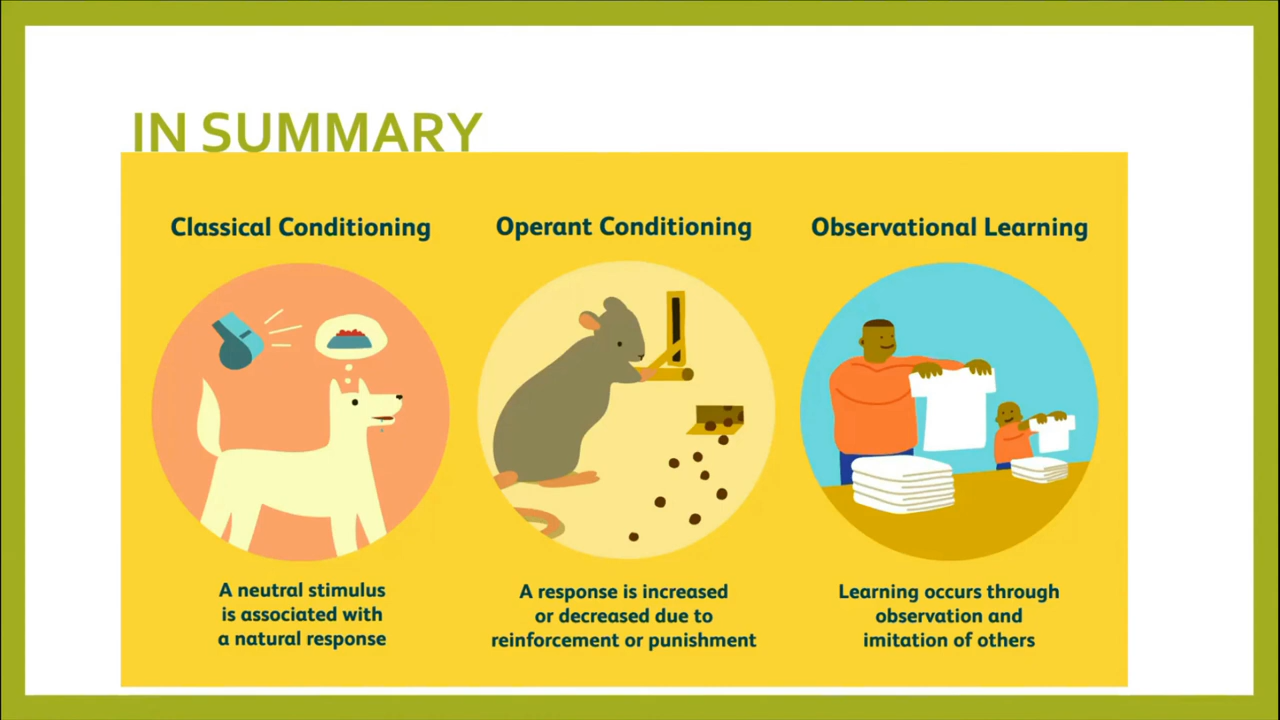 IN SUMMARY
Classical Conditioning
A neutral stimulus
is associated with
a natural response
Operant Conditioning
A response is increased
or decreased due to
reinforcement or punishment
Observational Learning
Learning occurs through
observation and
imitation of others